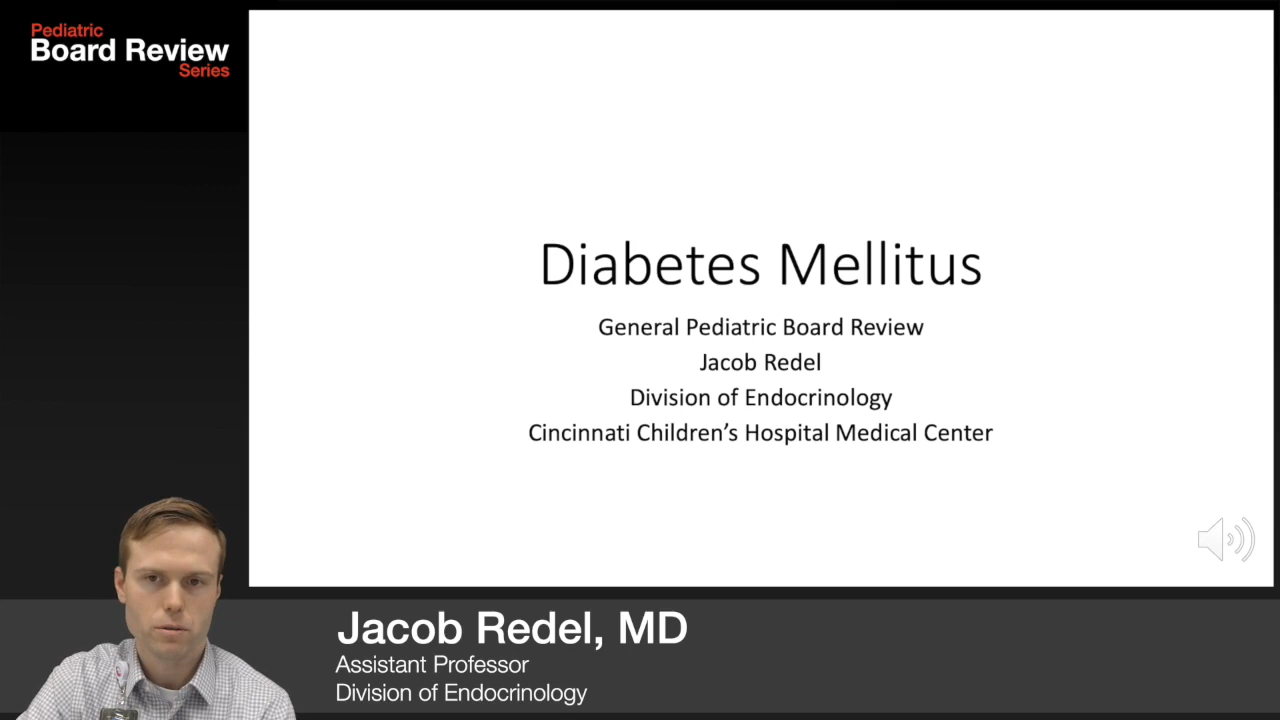 Pediatric
Board Review
Series
Diabetes Mellitus
General Pediatric Board Review
Jacob Redel
Division of Endocrinology
Cincinnati Children's Hospital Medical Center
Jacob Redel, MD
Assistant Professor
Division of Endocrinology